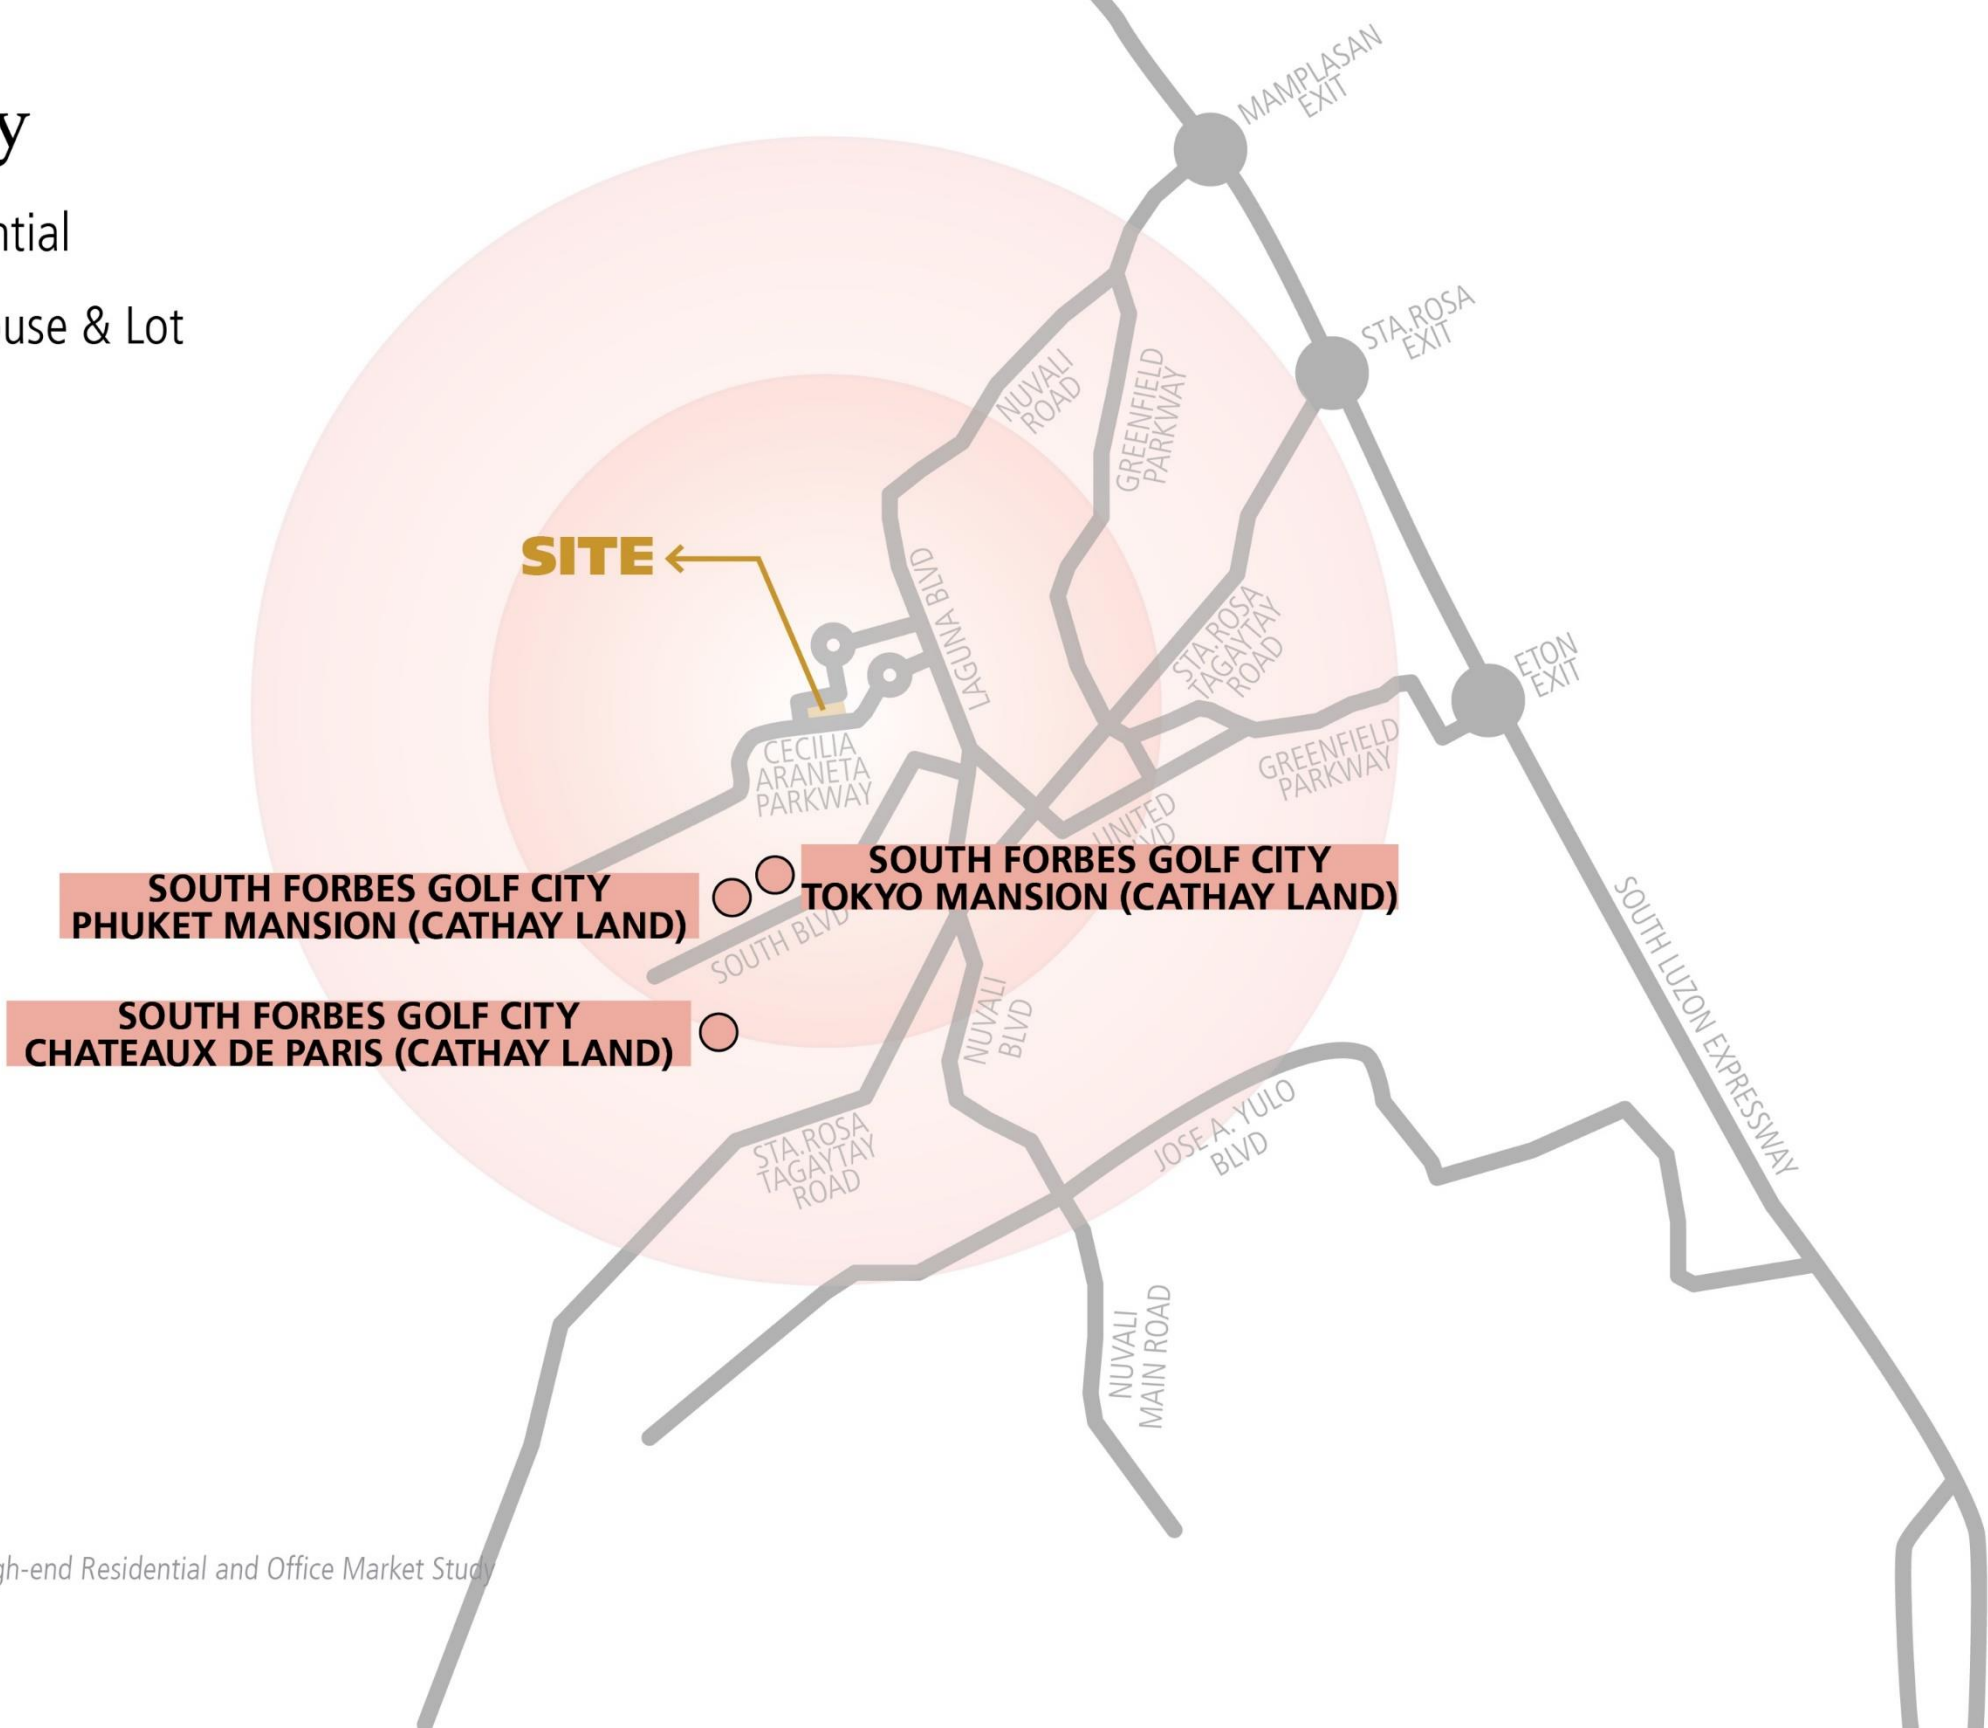 y
ntial
use & Lot
MAMPLASAN
EXIT
STA.ROSA
EXIT
NUVALI
ROAD
GREENFIELD
PARKWAY
SITE
LAGUNA BLVD
STA.ROSA
TAGAYTAY
ROAD
ETON
EXIT
GREENFIELD
PARKWAY
CECILIA
ARANETA
PARKWAY
UNITED
SOUTH FORBES GOLF CITY
TOKYO MANSION (CATHAY LAND)
SOUTH FORBES GOLF CITY
PHUKET MANSION (CATHAY LAND)
SOUTH BLVD
SOUTH LUZON EXPRESSWAY
SOUTH FORBES GOLF CITY
CHATEAUX DE PARIS (CATHAY LAND)
NUVALI
BLVD
STA.ROSA
TAGAYTAY
ROAD
JOSE A. YULO
BLVD
NUVALI
MAIN ROAD
gh-end Residential and Office Market Study